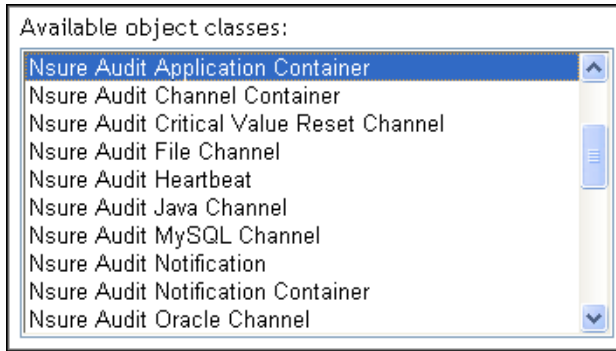 Available object classes:
Nsure Audit Application Container
Nsure Audit Channel Container
Nsure Audit Critical Value Reset Channel
Nsure Audit File Channel
Nsure Audit Heartbeat
Nsure Audit Java Channel
Nsure Audit MySQL Channel
Nsure Audit Notification
Nsure Audit Notification Container
Nsure Audit Oracle Channel